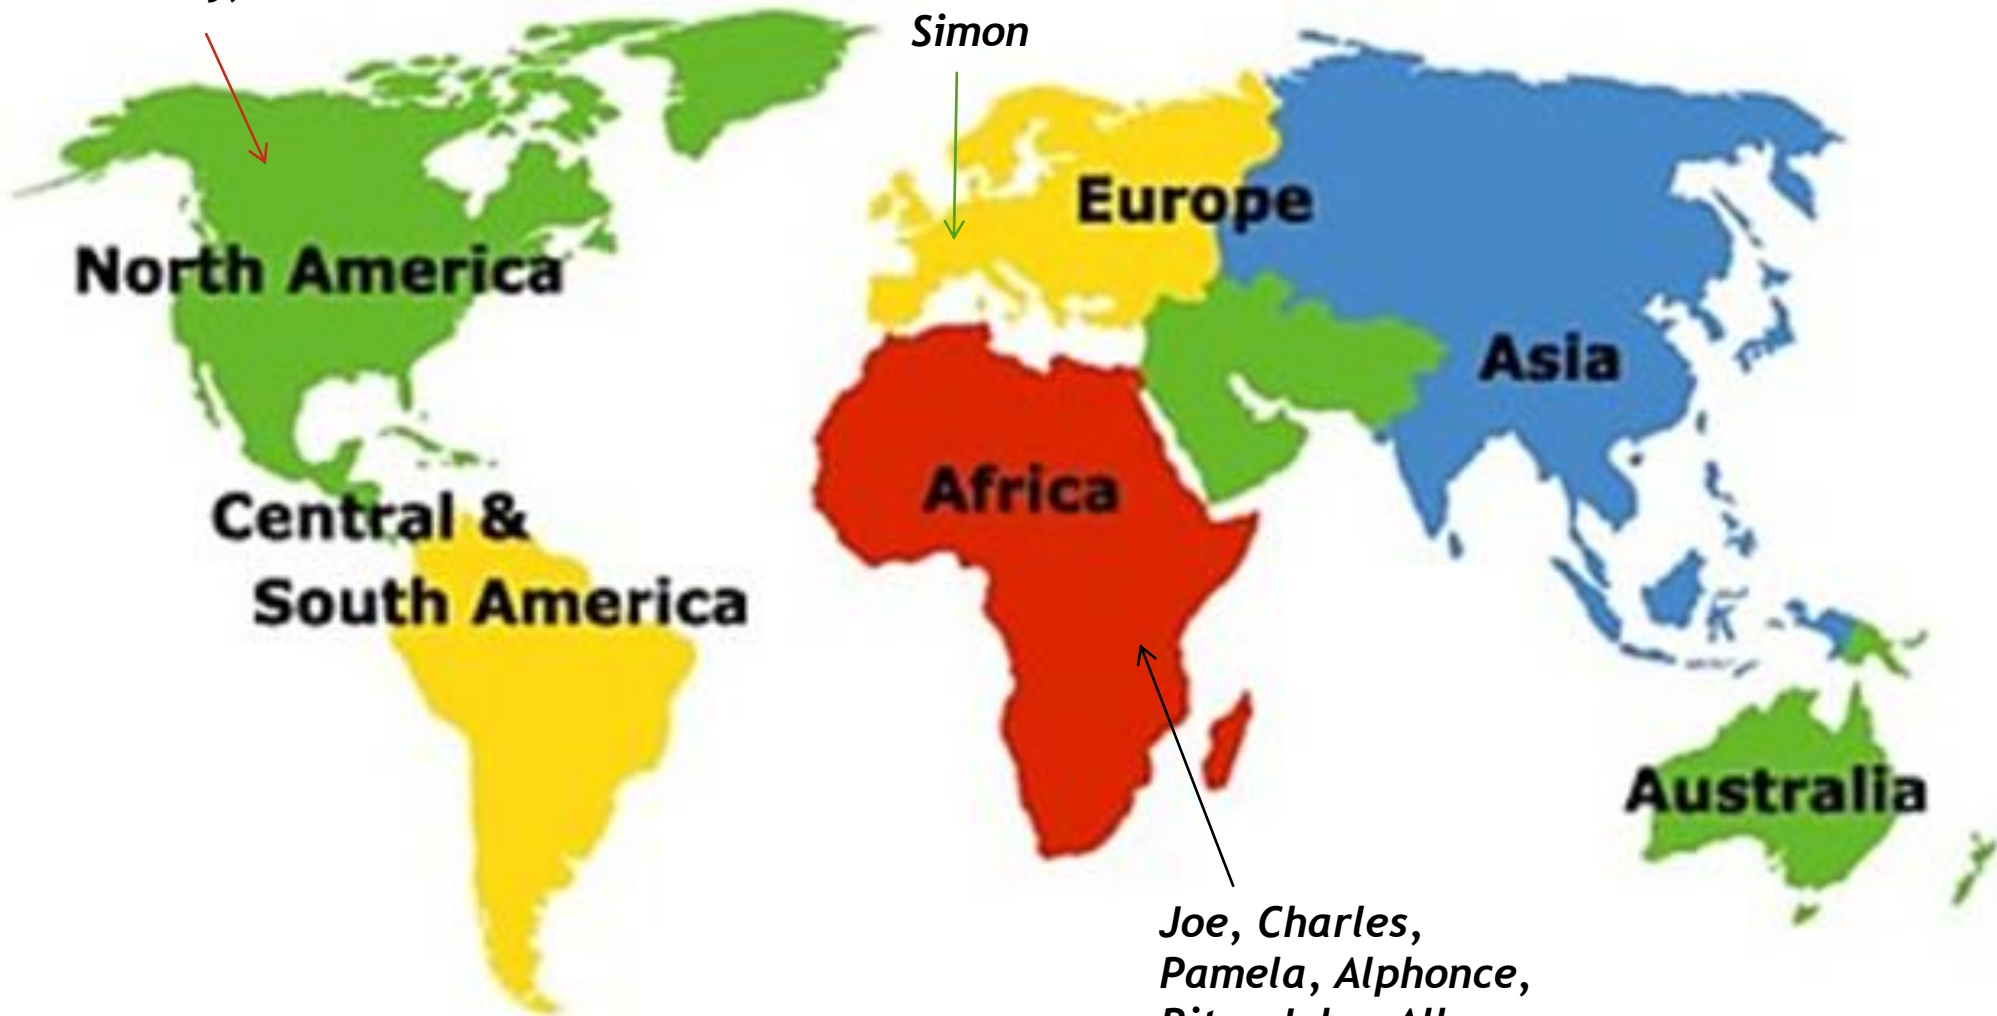 Simon
Europe
North America
Asia
Africa
Central &
South America
Australia
Joe, Charles,
Pamela, Alphonce,